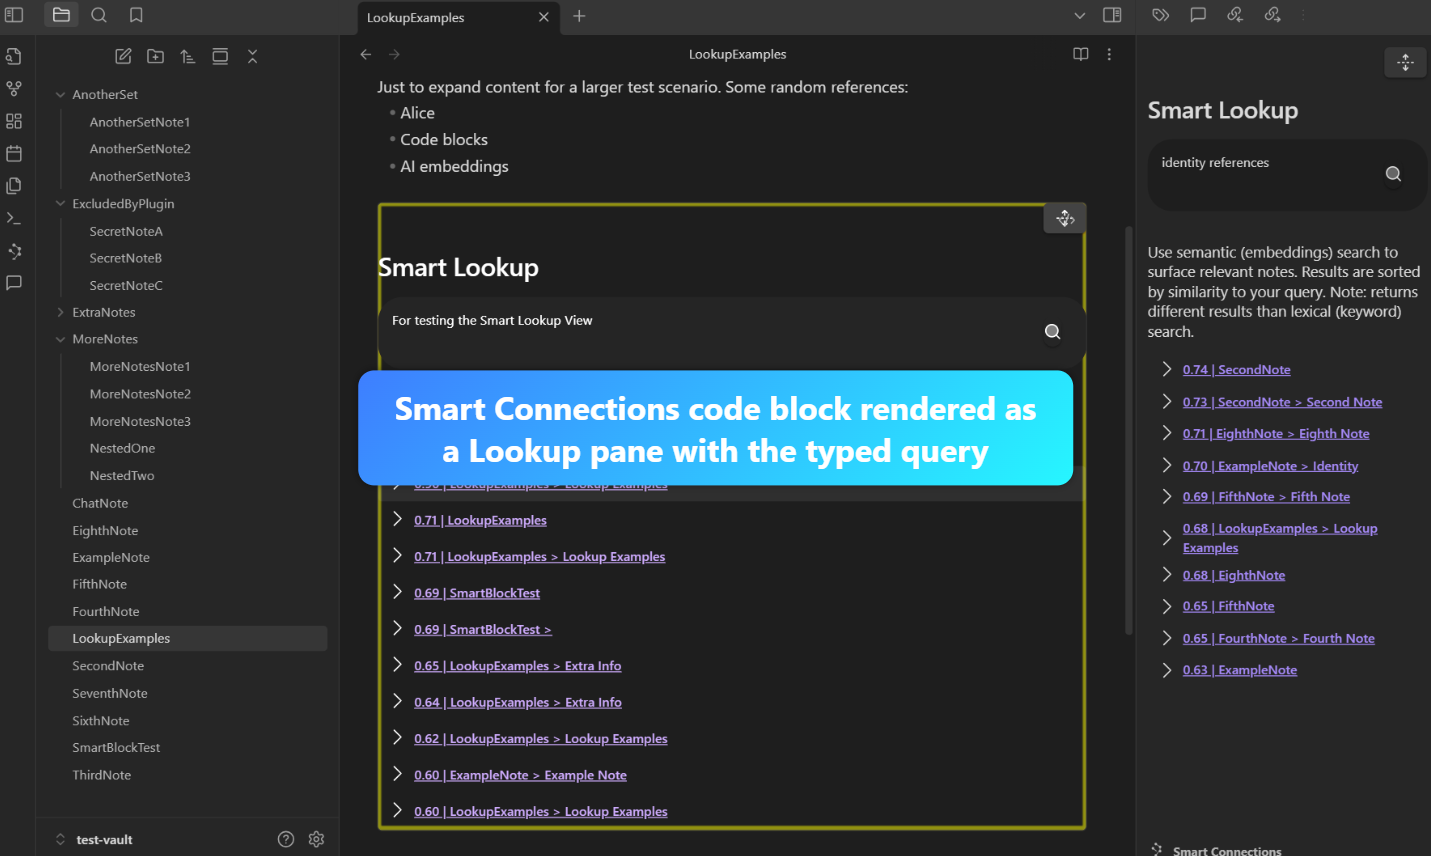 LookupExamples
AnotherSet
AnotherSetNote1
AnotherSetNote2
AnotherSetNote3
ExcludedByPlugin
SecretNoteA
SecretNoteB
SecretNoteC
ExtraNotes
MoreNotes
MoreNotesNote1
MoreNotesNote2
MoreNotesNote3
NestedOne
NestedTwo
ChatNote
EighthNote
ExampleNote
FifthNote
FourthNote
LookupExamples
SecondNote
SeventhNote
SixthNote
SmartBlockTest
ThirdNote
test-vault
LookupExamples
Just to expand content for a larger test scenario. Some random references:
Alice
Code blocks
AI embeddings
Smart Lookup
For testing the Smart Lookup View
Smart Connections code block rendered as
a Lookup pane with the typed query
LookupExamples > Lookup Examples
0.71 | LookupExamples
0.71 | LookupExamples > Lookup Examples
0.69 | SmartBlockTest
0.69 | SmartBlockTest >
0.65 | LookupExamples > Extra Info
0.64 | LookupExamples > Extra Info
0.62 | LookupExamples > Lookup Examples
0.60 | ExampleNote > Example Note
0.60 | LookupExamples > Lookup Examples
Smart Lookup
identity references
Use semantic (embeddings) search to
surface relevant notes. Results are sorted
by similarity to your query. Note: returns
different results than lexical (keyword)
search.
0.74 | SecondNote
0.73 | SecondNote > Second Note
0.71 | EighthNote > Eighth Note
0.70 | ExampleNote > Identity
0.69 | FifthNote > Fifth Note
0.68 | LookupExamples > Lookup
Examples
0.68 | EighthNote
0.65 | FifthNote
0.65 | FourthNote > Fourth Note
0.63 | ExampleNote
Smart Connections